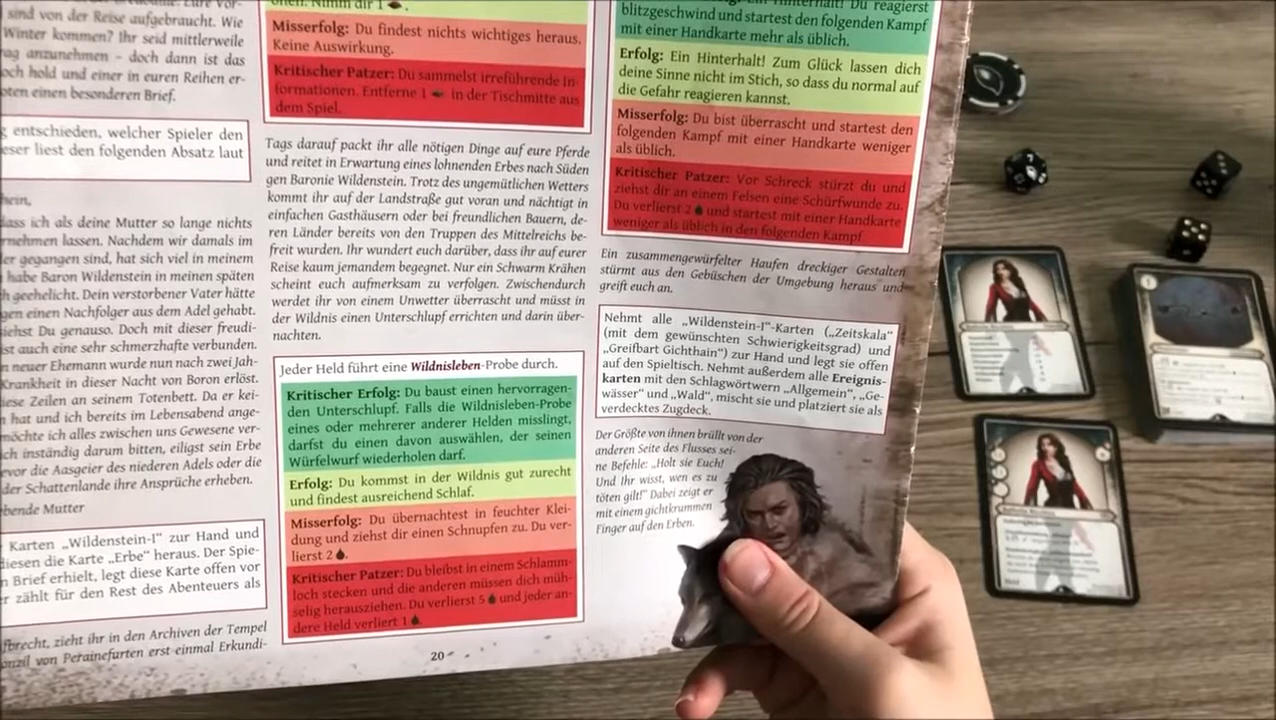 sind von der Reise aufgebraucht. Wie
Winter kommen? Ihr seid mittlerweile
anzunehmen – doch dann ist das
och hold und einer in euren Reihen er-
einen besonderen Brief.
entschieden, welcher Spieler den
eser liest den folgenden Absatz laut
dass ich als deine Mutter so lange nichts
rnehmen lassen. Nachdem wir damals im
er gegangen sind, hat sich viel in meinem
habe Baron Wildenstein in meinen späten
geehelicht. Dein verstorbener Vater hätte
gen einen Nachfolger aus dem Adel gehabt.
siehst Du genauso. Doch mit dieser freudi-
ist auch eine sehr schmerzhafte verbunden.
n neuer Ehemann wurde nun nach zwei Jah-
Krankheit in dieser Nacht von Boron erlöst.
iese Zeilen an seinem Totenbett. Da er kei-
hat und ich bereits im Lebensabend ange-
möchte ich alles zwischen uns Gewesene ver-
ich inständig darum bitten, eiligst sein Erbe
evor die Aasgeier des niederen Adels oder die
der Schattenlande ihre Ansprüche erheben.
bende Mutter
Karten „Wildenstein-I“ zur Hand und
diesen die Karte „Erbe“ heraus. Der Spie-
n Brief erhielt, legt diese Karte offen vor
er zählt für den Rest des Abenteuers als
fbrecht, zieht ihr in den Archiven der Tempel
onzil von Perainefurten erst einmal Erkundi-
Nimm dir 1
Misserfolg: Du findest nichts wichtiges heraus.
Keine Auswirkung.
Kritischer Patzer: Du sammelst irreführende In-
formationen. Entferne 1 in der Tischmitte aus
dem Spiel.
Tags darauf packt ihr alle nötigen Dinge auf eure Pferde
und reitet in Erwartung eines lohnenden Erbes nach Süden
gen Baronie Wildenstein. Trotz des ungemütlichen Wetters
kommt ihr auf der Landstraße gut voran und nächtigt in
einfachen Gasthäusern oder bei freundlichen Bauern, de-
ren Länder bereits von den Truppen des Mittelreichs be-
freit wurden. Ihr wundert euch darüber, dass ihr auf eurer
Reise kaum jemandem begegnet. Nur ein Schwarm Krähen
scheint euch aufmerksam zu verfolgen. Zwischendurch
werdet ihr von einem Unwetter überrascht und müsst in
der Wildnis einen Unterschlupf errichten und darin über-
nachten.
Jeder Held führt eine Wildnisleben-Probe durch.
Kritischer Erfolg: Du baust einen hervorragen-
den Unterschlupf. Falls die Wildnisleben-Probe
eines oder mehrerer anderer Helden misslingt,
darfst du einen davon auswählen, der seinen
Würfelwurf wiederholen darf.
Erfolg: Du kommst in der Wildnis gut zurecht
und findest ausreichend Schlaf.
Misserfolg: Du übernachtest in feuchter Klei-
dung und ziehst dir einen Schnupfen zu. Du ver-
lierst 2.
Kritischer Patzer: Du bleibst in einem Schlamm-
loch stecken und die anderen müssen dich müh-
selig herausziehen. Du verlierst 5 und jeder an-
dere Held verliert 1.
20
Ein Hinterhalt! Du reagierst
blitzgeschwind und startest den folgenden Kampf
mit einer Handkarte mehr als üblich.
Erfolg: Ein Hinterhalt! Zum Glück lassen dich
deine Sinne nicht im Stich, so dass du normal auf
die Gefahr reagieren kannst.
Misserfolg: Du bist überrascht und startest den
folgenden Kampf mit einer Handkarte weniger
als üblich.
Kritischer Patzer: Vor Schreck stürzt du und
ziehst dir an einem Felsen eine Schürfwunde zu.
Du verlierst 2 und startest mit einer Handkarte
weniger als üblich in den folgenden Kampf
Ein zusammengewürfelter Haufen dreckiger Gestalten
stürmt aus den Gebüschen der Umgebung heraus und
greift euch an.
Nehmt alle „Wildenstein-I“-Karten („Zeitskala“
(mit dem gewünschten Schwierigkeitsgrad) und
„Greifbart Gichthain“) zur Hand und legt sie offen
auf den Spieltisch. Nehmt außerdem alle Ereignis-
karten mit den Schlagwörtern „Allgemein“, „Ge-
wässer“ und „Wald“, mischt sie und platziert sie als
verdecktes Zugdeck.
Der Größte von ihnen brüllt von der
anderen Seite des Flusses sei-
ne Befehle: „Holt sie Euch!
Und ihr wisst, wen es zu
töten gilt!“ Dabei zeigt er
mit einem gichtkrummen
Finger auf den Erben.